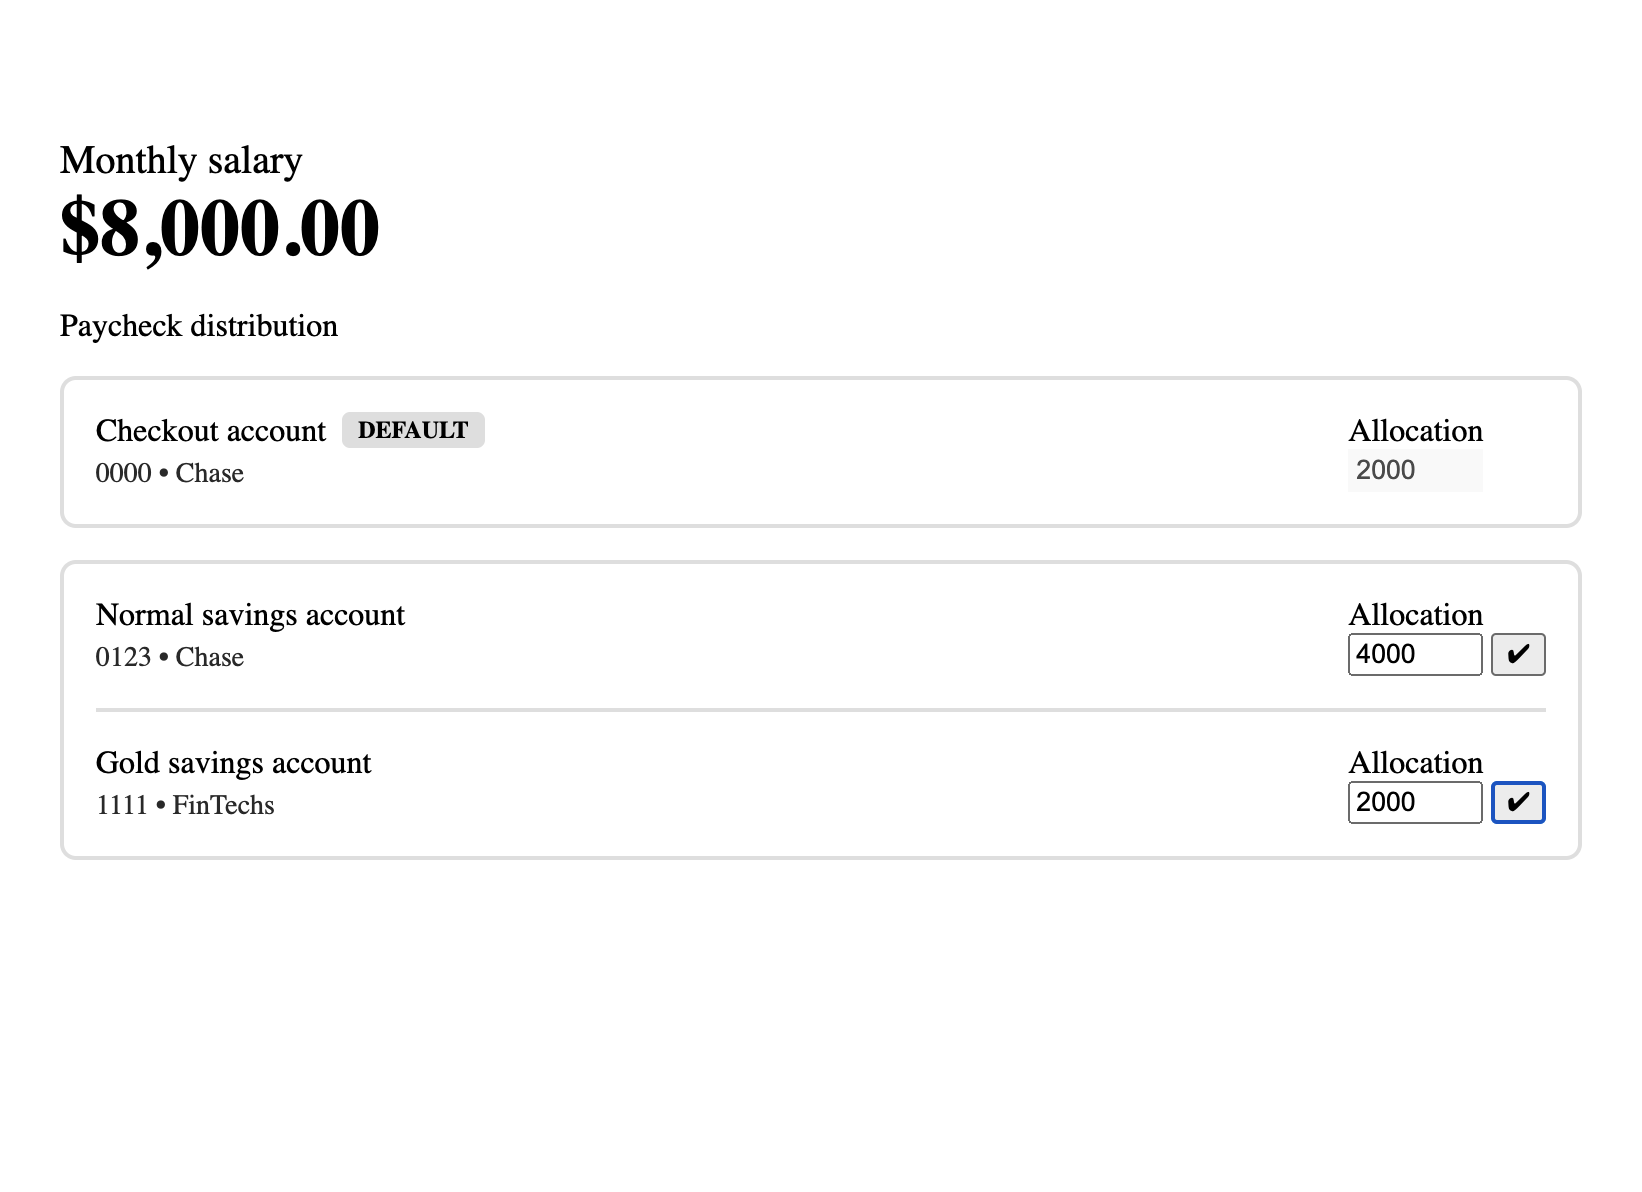 Monthly salary
$8,000.00
Paycheck distribution
Checkout account DEFAULT
0000 • Chase
Allocation
2000
Normal savings account
0123 • Chase
Allocation
4000 ✔
Gold savings account
1111 • FinTechs
Allocation
2000 ✔